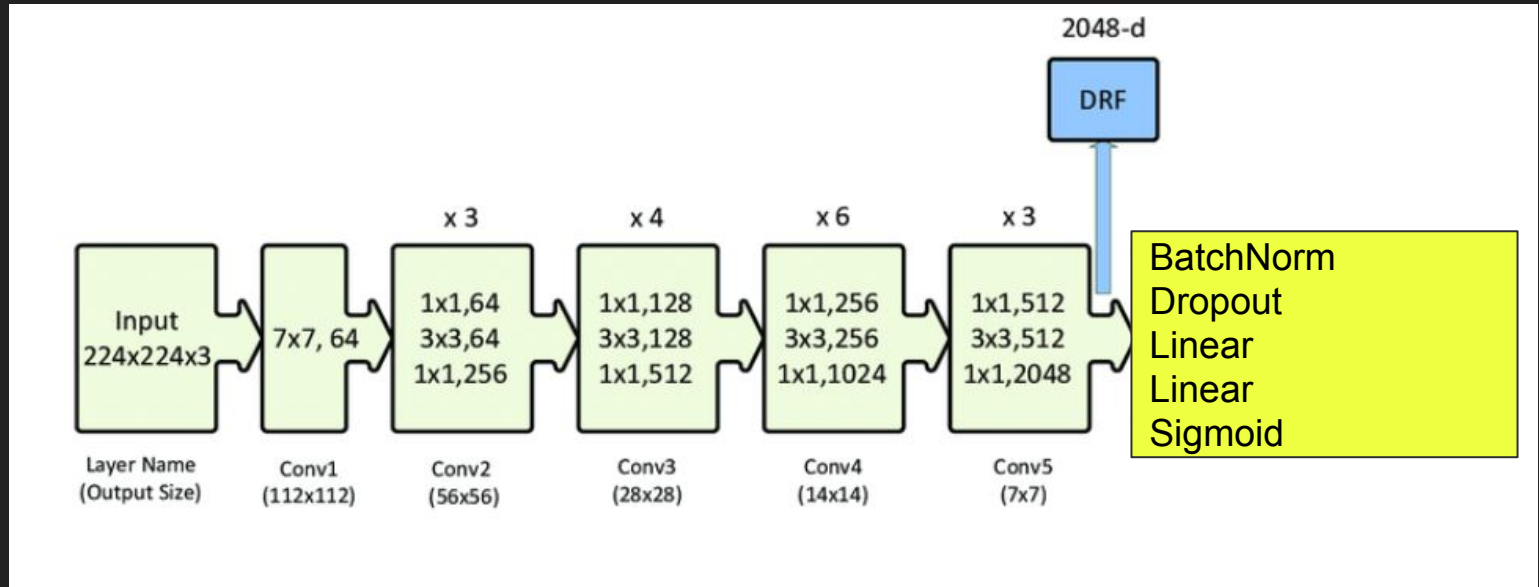 2048-d
DRF
x 3
x 4
x 6
x 3
Input
224x224x3
7x7, 64
1x1,64
3x3,64
1x1,256
1x1,128
3x3,128
1x1,512
1x1,256
3x3,256
1x1,1024
1x1,512
3x3,512
1x1,2048
BatchNorm
Dropout
Linear
Linear
Sigmoid
Layer Name
(Output Size)
Conv1
(112x112)
Conv2
(56x56)
Conv3
(28x28)
Conv4
(14x14)
Conv5
(7x7)